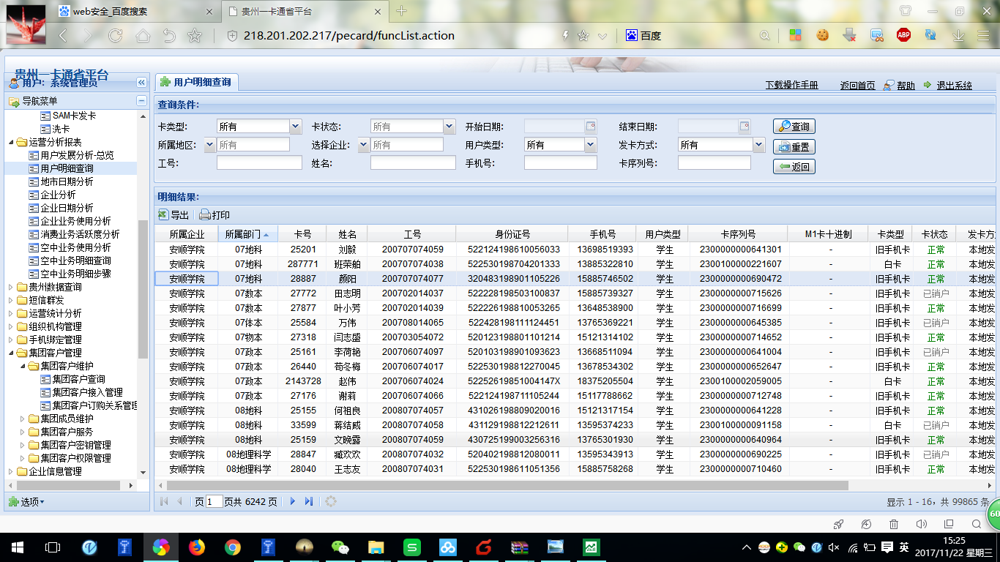 web安全_百度搜索
贵州一卡通省平台
218.201.202.217/pecard/funcList.action
百度
ABP
贵州一卡通省平台
用户: 系统管理员
用户明细查询
下载操作手册 返回首页 帮助 退出系统
导航菜单
SAM卡发卡
洗卡
运营分析报表
用户发展分析-总览
用户明细查询
地市日期分析
企业分析
企业日期分析
企业业务使用分析
消费业务活跃度分析
空中业务使用分析
空中业务明细查询
空中业务明细步骤
贵州数据查询
短信群发
运营统计分析
组织机构管理
手机绑定管理
集团客户管理
集团客户维护
集团客户查询
集团客户接入管理
集团客户订购关系管理
集团成员维护
集团客户服务
集团客户密钥管理
集团客户权限管理
企业信息管理
选项
查询条件:
卡类型: 所有 卡状态: 所有 开始日期: 结束日期: 查询
所属地区: 所有 选择企业: 所有 用户类型: 所有 发卡方式: 所有 重置
工号: 姓名: 手机号: 卡序列号: 返回
明细结果:
导出 打印
所属企业 所属部门 卡号 姓名 工号 身份证号 手机号 用户类型 卡序列号 M1卡十进制 卡类型 卡状态 发卡方
安顺学院 07地科 25201 刘毅 200707074059 522124198610056033 13698519393 学生 2300000000641301 - 旧手机卡 正常 本地发
安顺学院 07地科 287771 班荣舶 200707074038 522530198704201333 13885322810 学生 2300100000221607 - 白卡 正常 本地发
安顺学院 07地科 28887 颜阳 200707074077 320483198901105226 15885746502 学生 2300000000690472 - 旧手机卡 正常 本地发
安顺学院 07数本 27772 田志明 200702014037 522228198503100837 15885739327 学生 2300000000715626 - 旧手机卡 已销户 本地发
安顺学院 07数本 27877 叶小芳 200702014039 522226198810053265 13648538900 学生 2300000000716699 - 旧手机卡 正常 本地发
安顺学院 07体本 25584 万伟 200708014065 522428198111124451 13765369221 学生 2300000000645385 - 旧手机卡 已销户 本地发
安顺学院 07物本 27318 闫志盛 200703054072 520123198801101214 15121314102 学生 2300000000714652 - 旧手机卡 正常 本地发
安顺学院 07政本 25161 李荷艳 200706074097 520103198901093623 13668511094 学生 2300000000641004 - 旧手机卡 已销户 本地发
安顺学院 07政本 26440 苟冬梅 200706074017 522530198812270045 13678534302 学生 2300000000652647 - 旧手机卡 正常 本地发
安顺学院 07政本 2143728 赵伟 200706074024 52252619851004147X 18375205504 学生 2300100002059005 - 白卡 正常 本地发
安顺学院 07政本 27176 谢莉 200706074066 522124198711105244 15117788662 学生 2300000000712748 - 旧手机卡 正常 本地发
安顺学院 08地科 25155 何祖良 200807074057 431026198809020016 15121317154 学生 2300000000641228 - 旧手机卡 正常 本地发
安顺学院 08地科 33599 蒋结威 200807074058 431129198812212611 13595374233 学生 2300100000091158 - 白卡 已销户 本地发
安顺学院 08地科 25159 文晚露 200807074059 430725199003256316 13765301930 学生 2300000000640964 - 旧手机卡 正常 本地发
安顺学院 08地理科学 28847 臧欢欢 200807074032 520402198812080011 13595343913 学生 2300000000690225 - 旧手机卡 已销户 本地发
安顺学院 08地理科学 28040 王志友 200807074031 522530198611051356 15885758268 学生 2300000000710460 - 旧手机卡 正常 本地发
页 1 页共 6242 页
显示 1 - 16，共 99865 条
60
英
15:25
2017/11/22 星期三